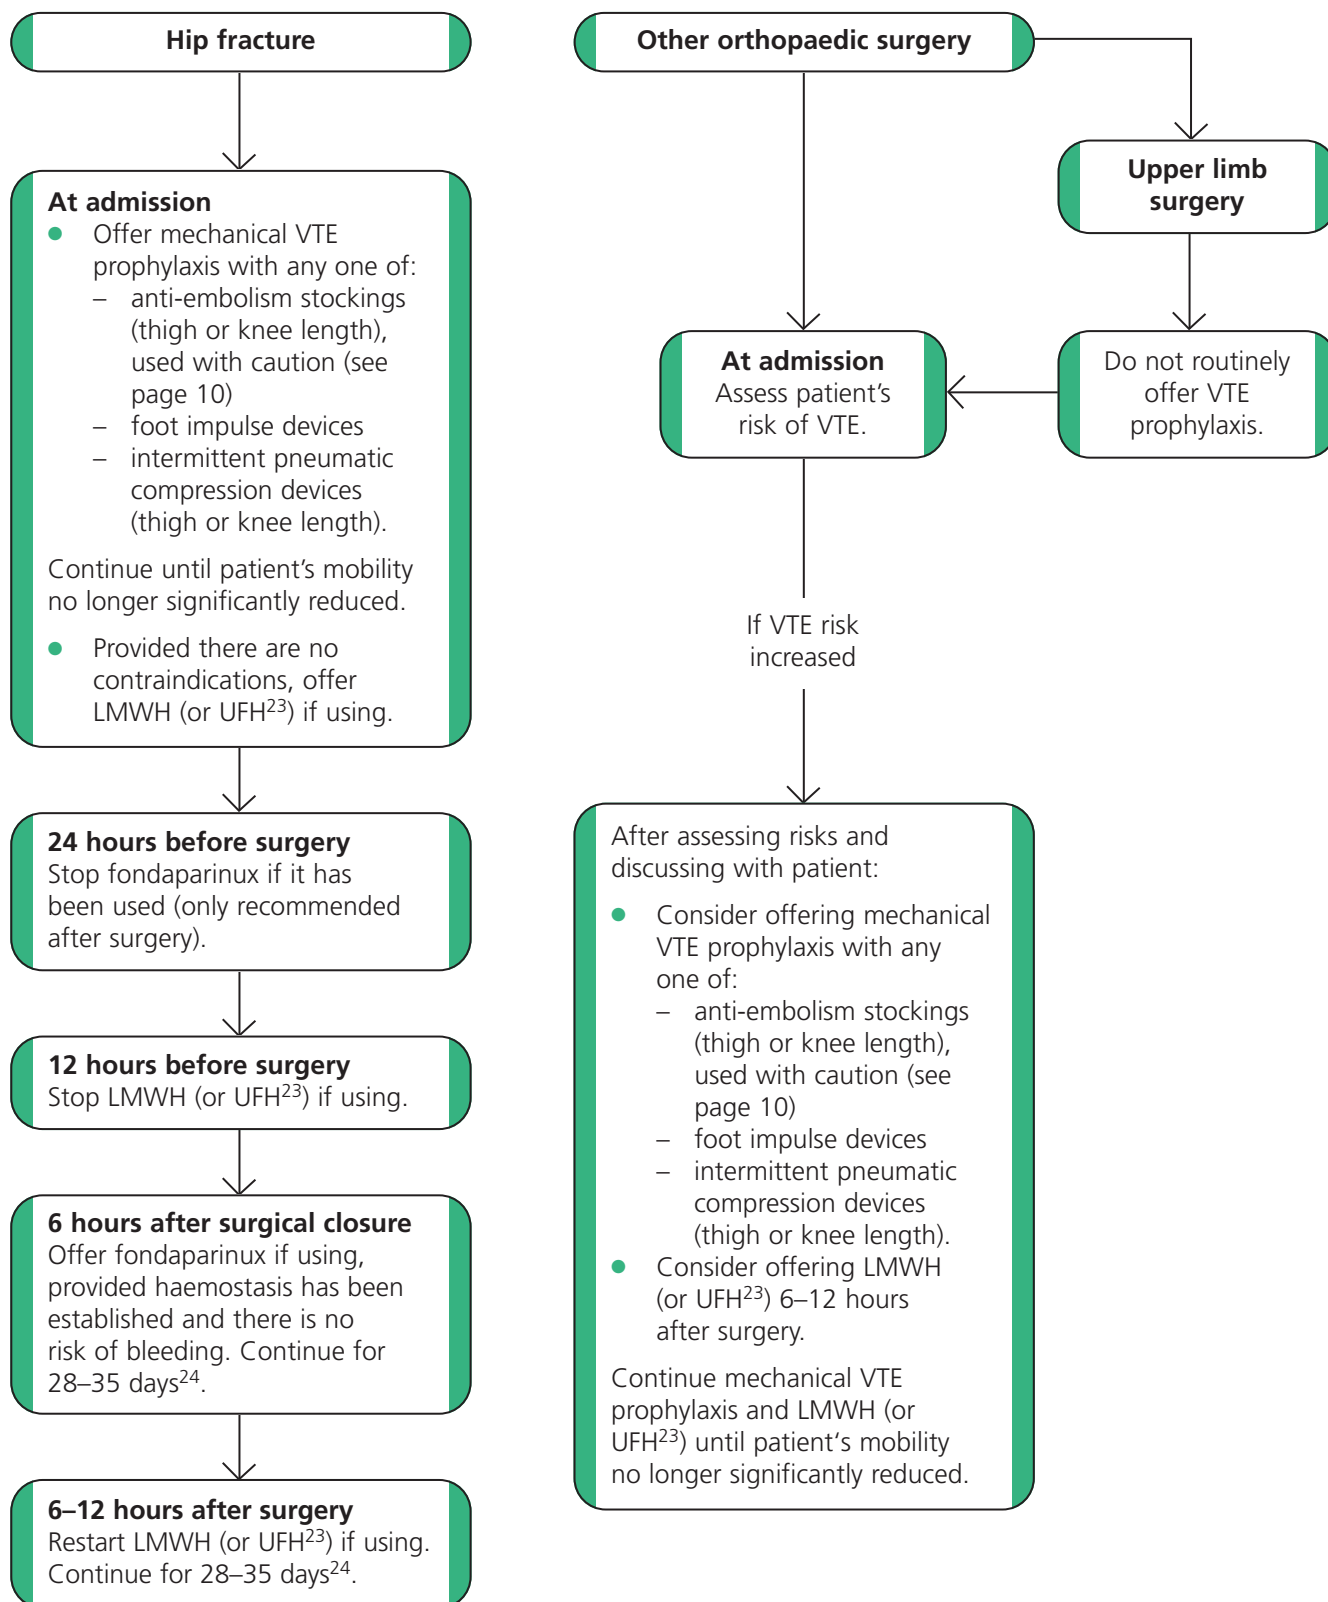 Hip fracture
At admission
● Offer mechanical VTE
prophylaxis with any one of:
– anti-embolism stockings
(thigh or knee length),
used with caution (see
page 10)
– foot impulse devices
– intermittent pneumatic
compression devices
(thigh or knee length).
Continue until patient's mobility
no longer significantly reduced.
● Provided there are no
contraindications, offer
LMWH (or UFH²³) if using.
24 hours before surgery
Stop fondaparinux if it has
been used (only recommended
after surgery).
12 hours before surgery
Stop LMWH (or UFH²³) if using.
6 hours after surgical closure
Offer fondaparinux if using,
provided haemostasis has been
established and there is no
risk of bleeding. Continue for
28–35 days²⁴.
6–12 hours after surgery
Restart LMWH (or UFH²³) if using.
Continue for 28–35 days²⁴.
Other orthopaedic surgery
Upper limb
surgery
Do not routinely
offer VTE
prophylaxis.
At admission
Assess patient's
risk of VTE.
If VTE risk
increased
After assessing risks and
discussing with patient:
● Consider offering mechanical
VTE prophylaxis with any
one of:
– anti-embolism stockings
(thigh or knee length),
used with caution (see
page 10)
– foot impulse devices
– intermittent pneumatic
compression devices
(thigh or knee length).
● Consider offering LMWH
(or UFH²³) 6–12 hours
after surgery.
Continue mechanical VTE
prophylaxis and LMWH (or
UFH²³) until patient‘s mobility
no longer significantly reduced.